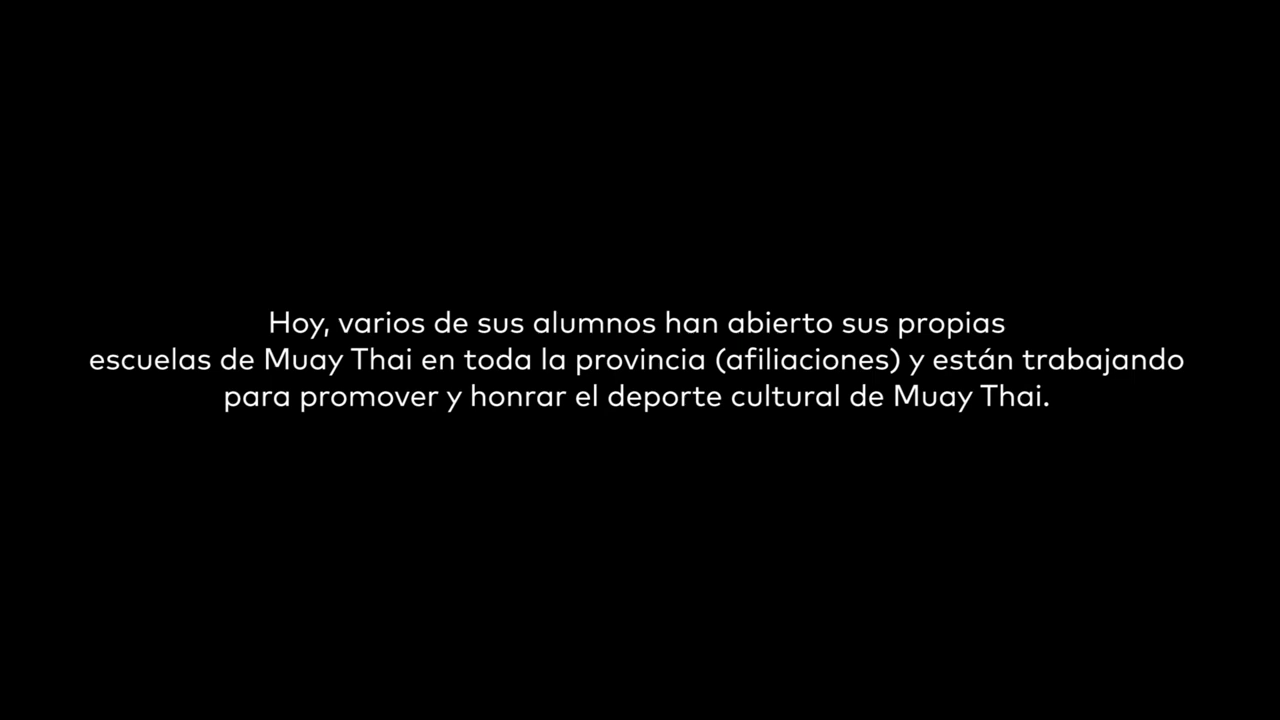 Hoy, varios de sus alumnos han abierto sus propias
escuelas de Muay Thai en toda la provincia (afiliaciones) y están trabajando
para promover y honrar el deporte cultural de Muay Thai.